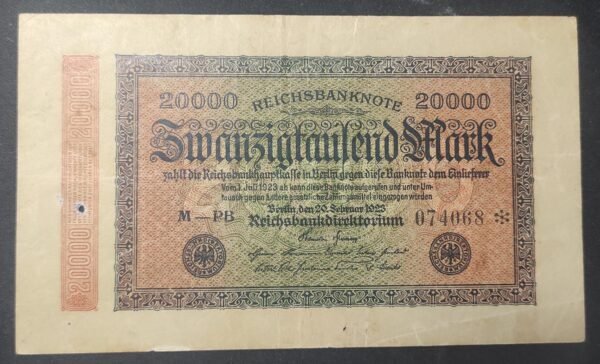 20000 REICHSBANKNOTE 20000
Zwanzigtausend Mark
zahlt die Reichsbankhauptkasse in Berlin gegen diese Banknote dem Einlieferer
Vom 1. Juli 1923 ab kann diese Banknote aufgerufen und unter Um-
tausch gegen andere gesetzliche Zahlungsmittel eingezogen werden
Berlin, den 20. Februar 1923
M—PB Reichsbankdirektorium 074068 ✻
20000 20000